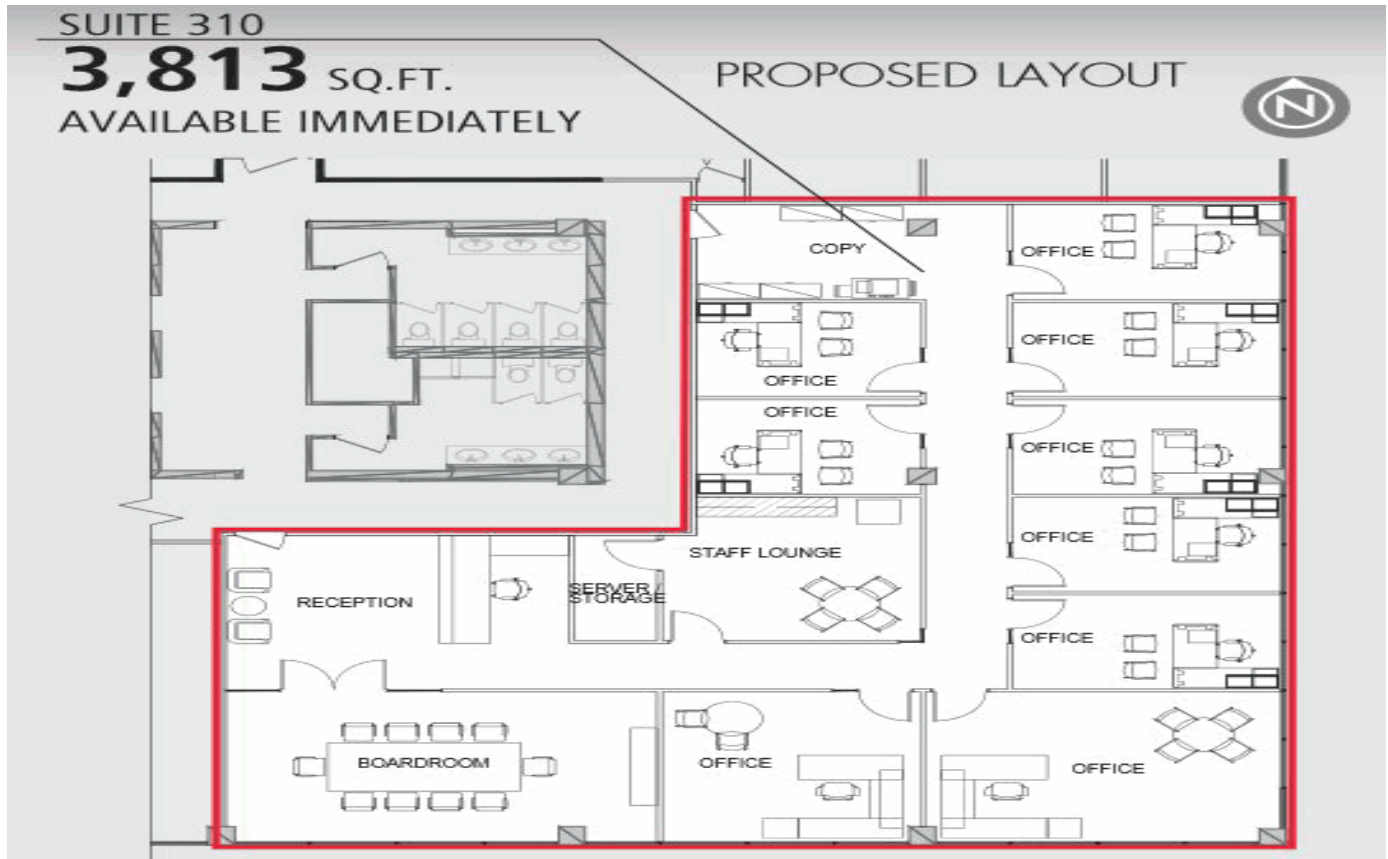 SUITE 310
3,813 SQ.FT.
AVAILABLE IMMEDIATELY
PROPOSED LAYOUT
N
COPY
OFFICE
OFFICE
OFFICE
OFFICE
OFFICE
OFFICE
STAFF LOUNGE
SERVER /
STORAGE
RECEPTION
OFFICE
BOARDROOM
OFFICE
OFFICE